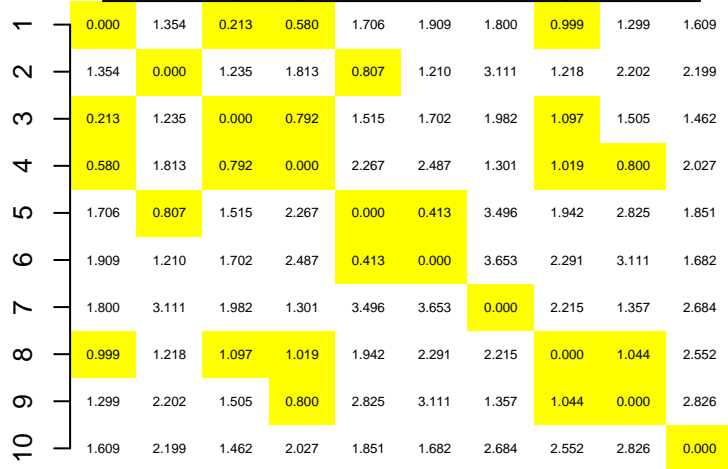 1 0.000 1.354 0.213 0.580 1.706 1.909 1.800 0.999 1.299 1.609
2 1.354 0.000 1.235 1.813 0.807 1.210 3.111 1.218 2.202 2.199
3 0.213 1.235 0.000 0.792 1.515 1.702 1.982 1.097 1.505 1.462
4 0.580 1.813 0.792 0.000 2.267 2.487 1.301 1.019 0.800 2.027
5 1.706 0.807 1.515 2.267 0.000 0.413 3.496 1.942 2.825 1.851
6 1.909 1.210 1.702 2.487 0.413 0.000 3.653 2.291 3.111 1.682
7 1.800 3.111 1.982 1.301 3.496 3.653 0.000 2.215 1.357 2.684
8 0.999 1.218 1.097 1.019 1.942 2.291 2.215 0.000 1.044 2.552
9 1.299 2.202 1.505 0.800 2.825 3.111 1.357 1.044 0.000 2.826
10 1.609 2.199 1.462 2.027 1.851 1.682 2.684 2.552 2.826 0.000